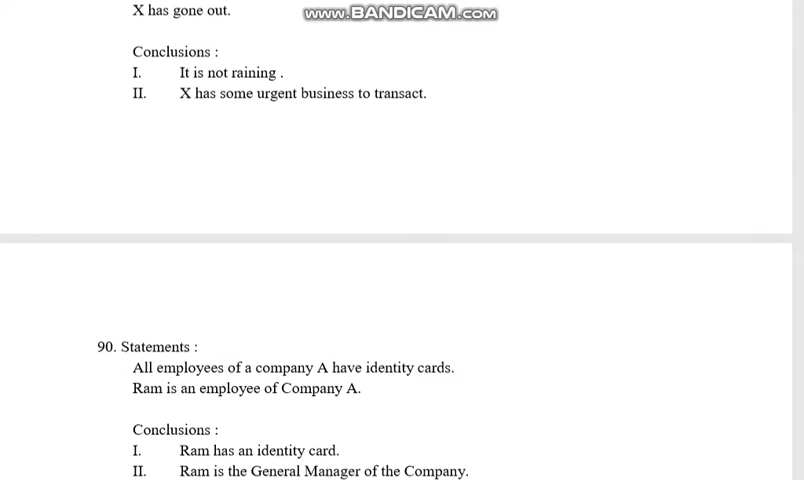 X has gone out.
www.BANDICAM.com
Conclusions :
I. It is not raining .
II. X has some urgent business to transact.
90. Statements :
All employees of a company A have identity cards.
Ram is an employee of Company A.
Conclusions :
I. Ram has an identity card.
II. Ram is the General Manager of the Company.